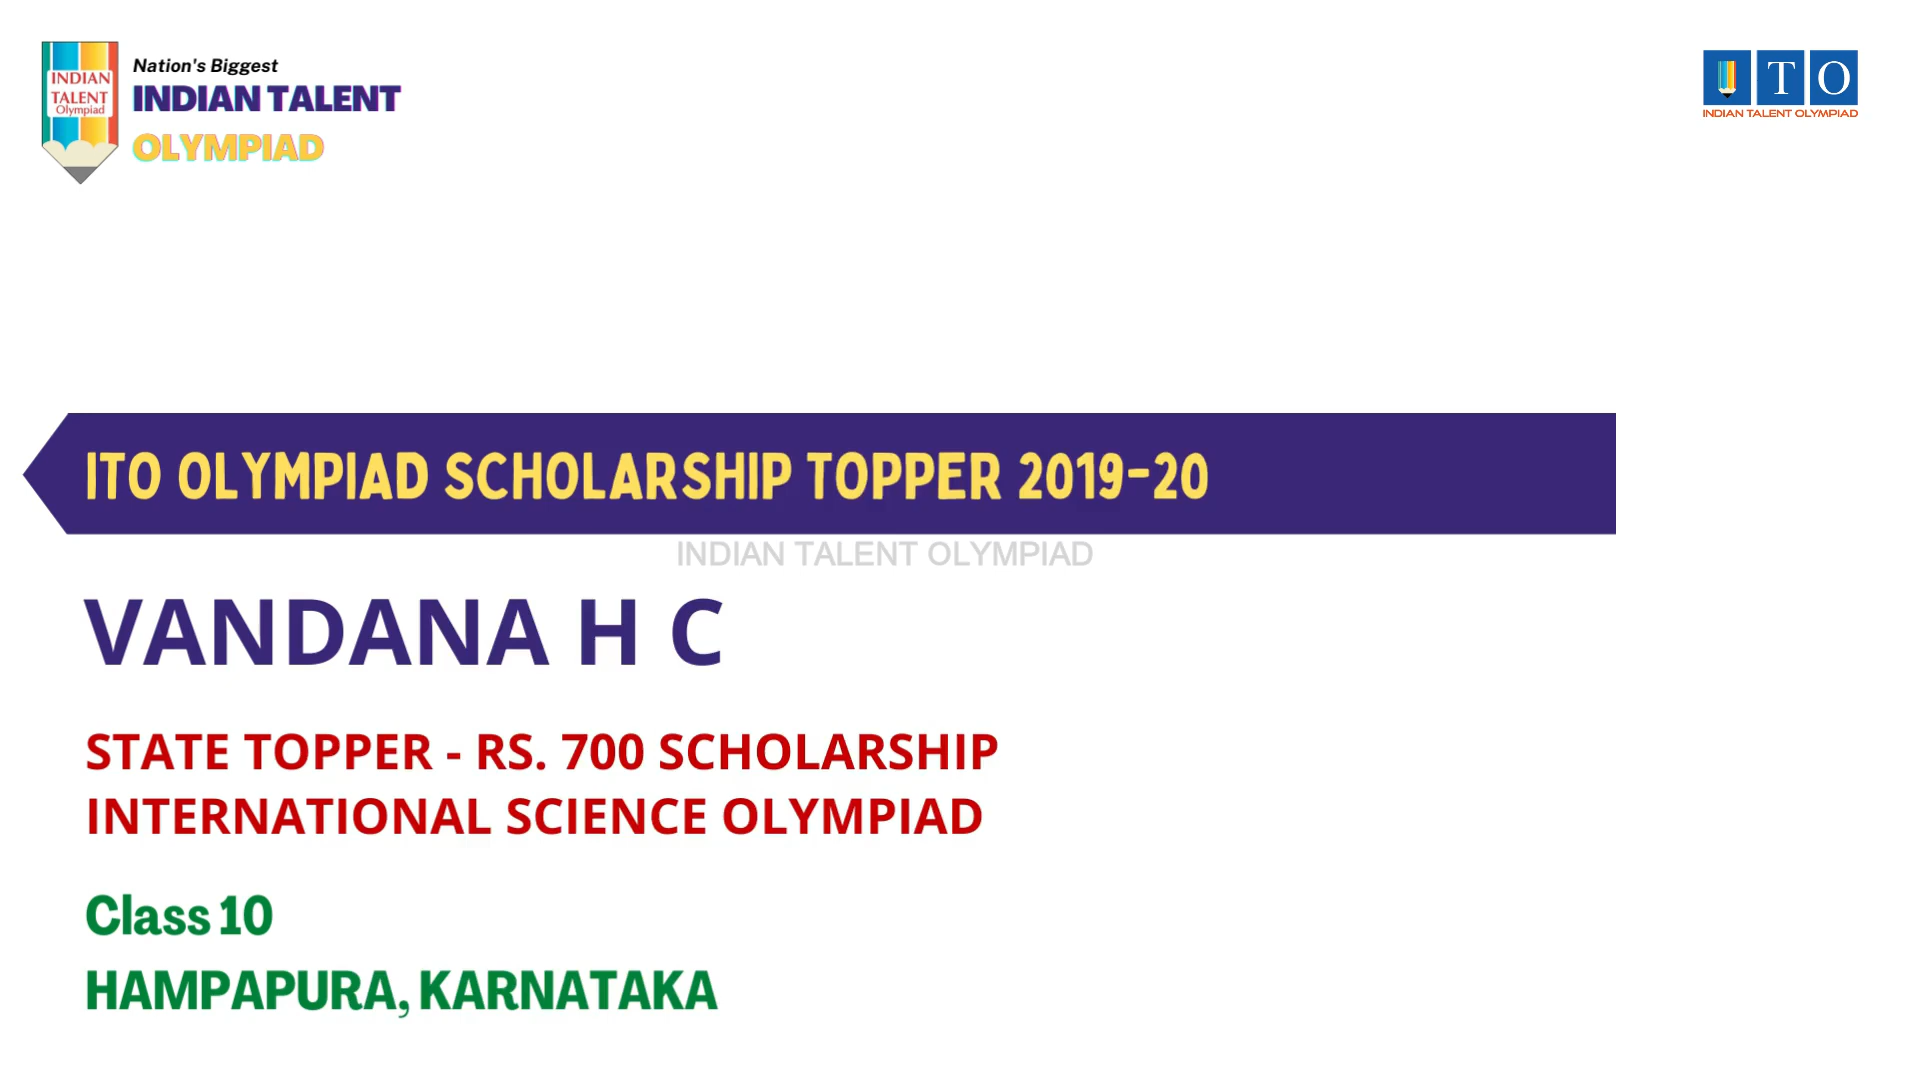 INDIAN
TALENT
Olympiad
Nation's Biggest
INDIAN TALENT
OLYMPIAD
T O
INDIAN TALENT OLYMPIAD
ITO OLYMPIAD SCHOLARSHIP TOPPER 2019-20
INDIAN TALENT OLYMPIAD
VANDANA H C
STATE TOPPER - RS. 700 SCHOLARSHIP
INTERNATIONAL SCIENCE OLYMPIAD
Class 10
HAMPAPURA, KARNATAKA